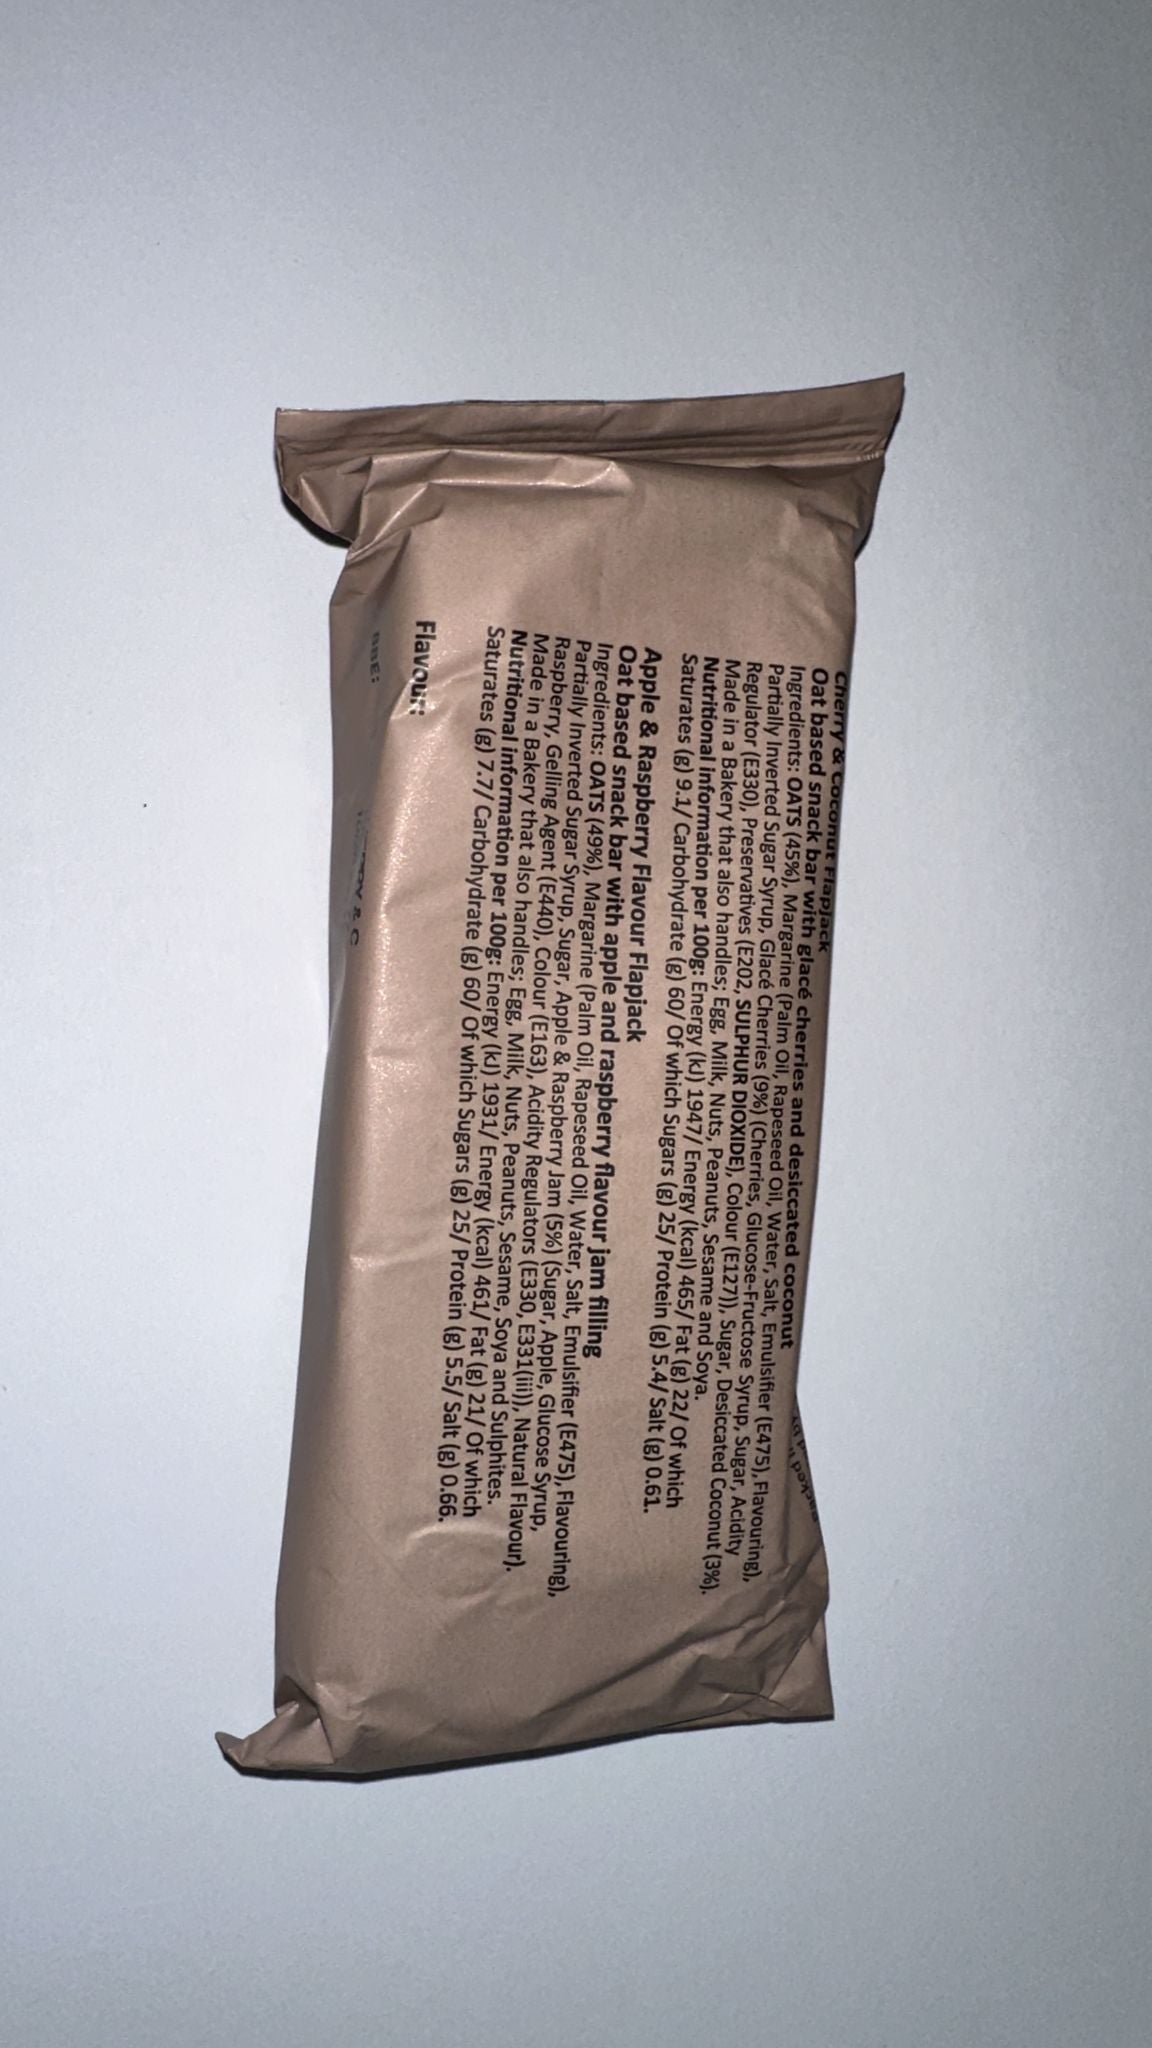 Cherry & Coconut Flapjack
Oat based snack bar with glacé cherries and desiccated coconut
Ingredients: OATS (45%), Margarine (Palm Oil, Rapeseed Oil, Water, Salt, Emulsifier (E475), Flavouring),
Partially Inverted Sugar Syrup, Glacé Cherries (9%) (Cherries, Glucose-Fructose Syrup, Sugar, Acidity
Regulator (E330), Preservatives (E202, SULPHUR DIOXIDE), Colour (E127)), Sugar, Desiccated Coconut (3%).
Made in a Bakery that also handles; Egg, Milk, Nuts, Peanuts, Sesame and Soya.
Nutritional information per 100g: Energy (kJ) 1947/ Energy (kcal) 465/ Fat (g) 22/ Of which
Saturates (g) 9.1/ Carbohydrate (g) 60/ Of which Sugars (g) 25/ Protein (g) 5.4/ Salt (g) 0.61.
Apple & Raspberry Flavour Flapjack
Oat based snack bar with apple and raspberry flavour jam filling
Ingredients: OATS (49%), Margarine (Palm Oil, Rapeseed Oil, Water, Salt, Emulsifier (E475), Flavouring),
Partially Inverted Sugar Syrup, Sugar, Apple & Raspberry Jam (5%) (Sugar, Apple, Glucose Syrup,
Raspberry, Gelling Agent (E440), Colour (E163), Acidity Regulators (E330, E331(iii)), Natural Flavour).
Made in a Bakery that also handles; Egg, Milk, Nuts, Peanuts, Sesame, Soya and Sulphites.
Nutritional information per 100g: Energy (kJ) 1931/ Energy (kcal) 461/ Fat (g) 21/ Of which
Saturates (g) 7.7/ Carbohydrate (g) 60/ Of which Sugars (g) 25/ Protein (g) 5.5/ Salt (g) 0.66.
Flavour:
BBE:
& C